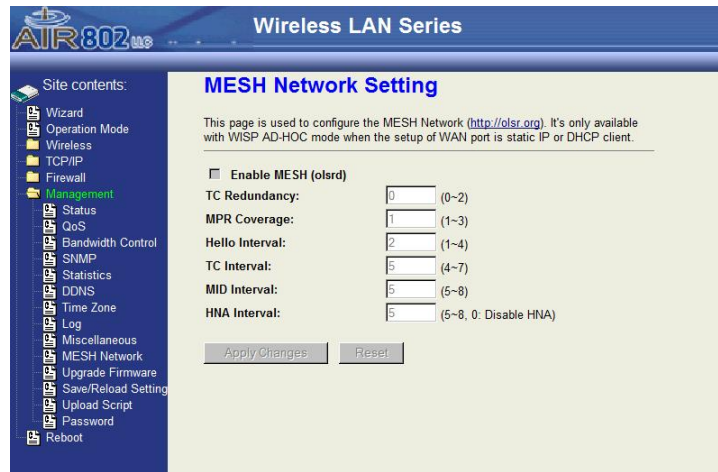 AIR802 US
Wireless LAN Series
Site contents:
Wizard
Operation Mode
Wireless
TCP/IP
Firewall
Management
Status
QoS
Bandwidth Control
SNMP
Statistics
DDNS
Time Zone
Log
Miscellaneous
MESH Network
Upgrade Firmware
Save/Reload Setting
Upload Script
Password
Reboot
MESH Network Setting
This page is used to configure the MESH Network (http://olsr.org). It's only available
with WISP AD-HOC mode when the setup of WAN port is static IP or DHCP client.
Enable MESH (olsrd)
TC Redundancy: 0 (0~2)
MPR Coverage: 1 (1~3)
Hello Interval: 2 (1~4)
TC Interval: 5 (4~7)
MID Interval: 5 (5~8)
HNA Interval: 5 (5~8, 0: Disable HNA)
Apply Changes Reset